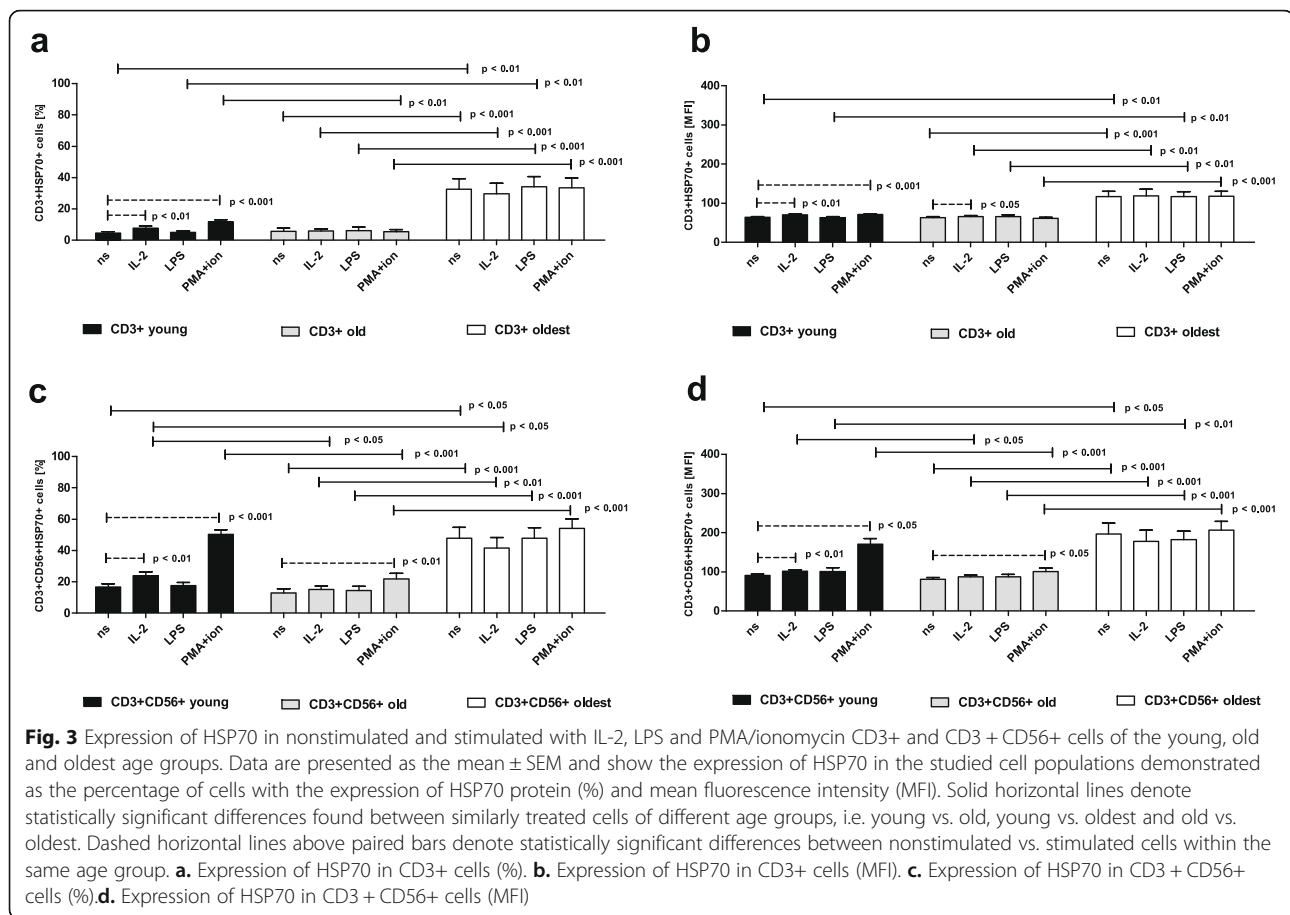 a
p < 0.01
p < 0.01
p < 0.01
p < 0.001
p < 0.001
p < 0.001
p < 0.001
p < 0.001
p < 0.01
CD3+HSP70+ cells [%]
100
80
60
40
20
0
ns
IL-2
LPS
PMA+ion
ns
IL-2
LPS
PMA+ion
ns
IL-2
LPS
PMA+ion
CD3+ young
CD3+ old
CD3+ oldest
b
p < 0.01
p < 0.01
p < 0.001
p < 0.01
p < 0.01
p < 0.001
p < 0.001
p < 0.01
p < 0.05
CD3+HSP70+ cells [MFI]
400
300
200
100
0
ns
IL-2
LPS
PMA+ion
ns
IL-2
LPS
PMA+ion
ns
IL-2
LPS
PMA+ion
CD3+ young
CD3+ old
CD3+ oldest
c
p < 0.05
p < 0.05
p < 0.05
p < 0.001
p < 0.001
p < 0.01
p < 0.001
p < 0.001
p < 0.001
p < 0.01
p < 0.01
CD3+CD56+HSP70+ cells [%]
100
80
60
40
20
0
ns
IL-2
LPS
PMA+ion
ns
IL-2
LPS
PMA+ion
ns
IL-2
LPS
PMA+ion
CD3+CD56+ young
CD3+CD56+ old
CD3+CD56+ oldest
d
p < 0.05
p < 0.01
p < 0.05
p < 0.001
p < 0.001
p < 0.001
p < 0.001
p < 0.001
p < 0.05
p < 0.01
p < 0.05
CD3+CD56+HSP70+ cells [MFI]
400
300
200
100
0
ns
IL-2
LPS
PMA+ion
ns
IL-2
LPS
PMA+ion
ns
IL-2
LPS
PMA+ion
CD3+CD56+ young
CD3+CD56+ old
CD3+CD56+ oldest
Fig. 3 Expression of HSP70 in nonstimulated and stimulated with IL-2, LPS and PMA/ionomycin CD3+ and CD3 + CD56+ cells of the young, old
and oldest age groups. Data are presented as the mean ± SEM and show the expression of HSP70 in the studied cell populations demonstrated
as the percentage of cells with the expression of HSP70 protein (%) and mean fluorescence intensity (MFI). Solid horizontal lines denote
statistically significant differences found between similarly treated cells of different age groups, i.e. young vs. old, young vs. oldest and old vs.
oldest. Dashed horizontal lines above paired bars denote statistically significant differences between nonstimulated vs. stimulated cells within the
same age group. a. Expression of HSP70 in CD3+ cells (%). b. Expression of HSP70 in CD3+ cells (MFI). c. Expression of HSP70 in CD3 + CD56+
cells (%).d. Expression of HSP70 in CD3 + CD56+ cells (MFI)